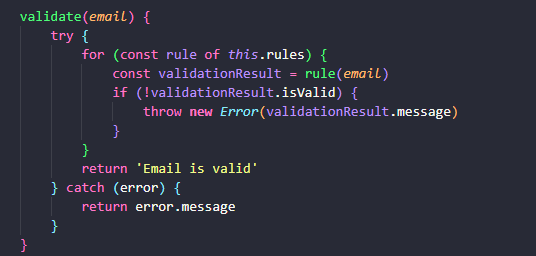 validate(email) {
    try {
        for (const rule of this.rules) {
            const validationResult = rule(email)
            if (!validationResult.isValid) {
                throw new Error(validationResult.message)
            }
        }
        return 'Email is valid'
    } catch (error) {
        return error.message
    }
}